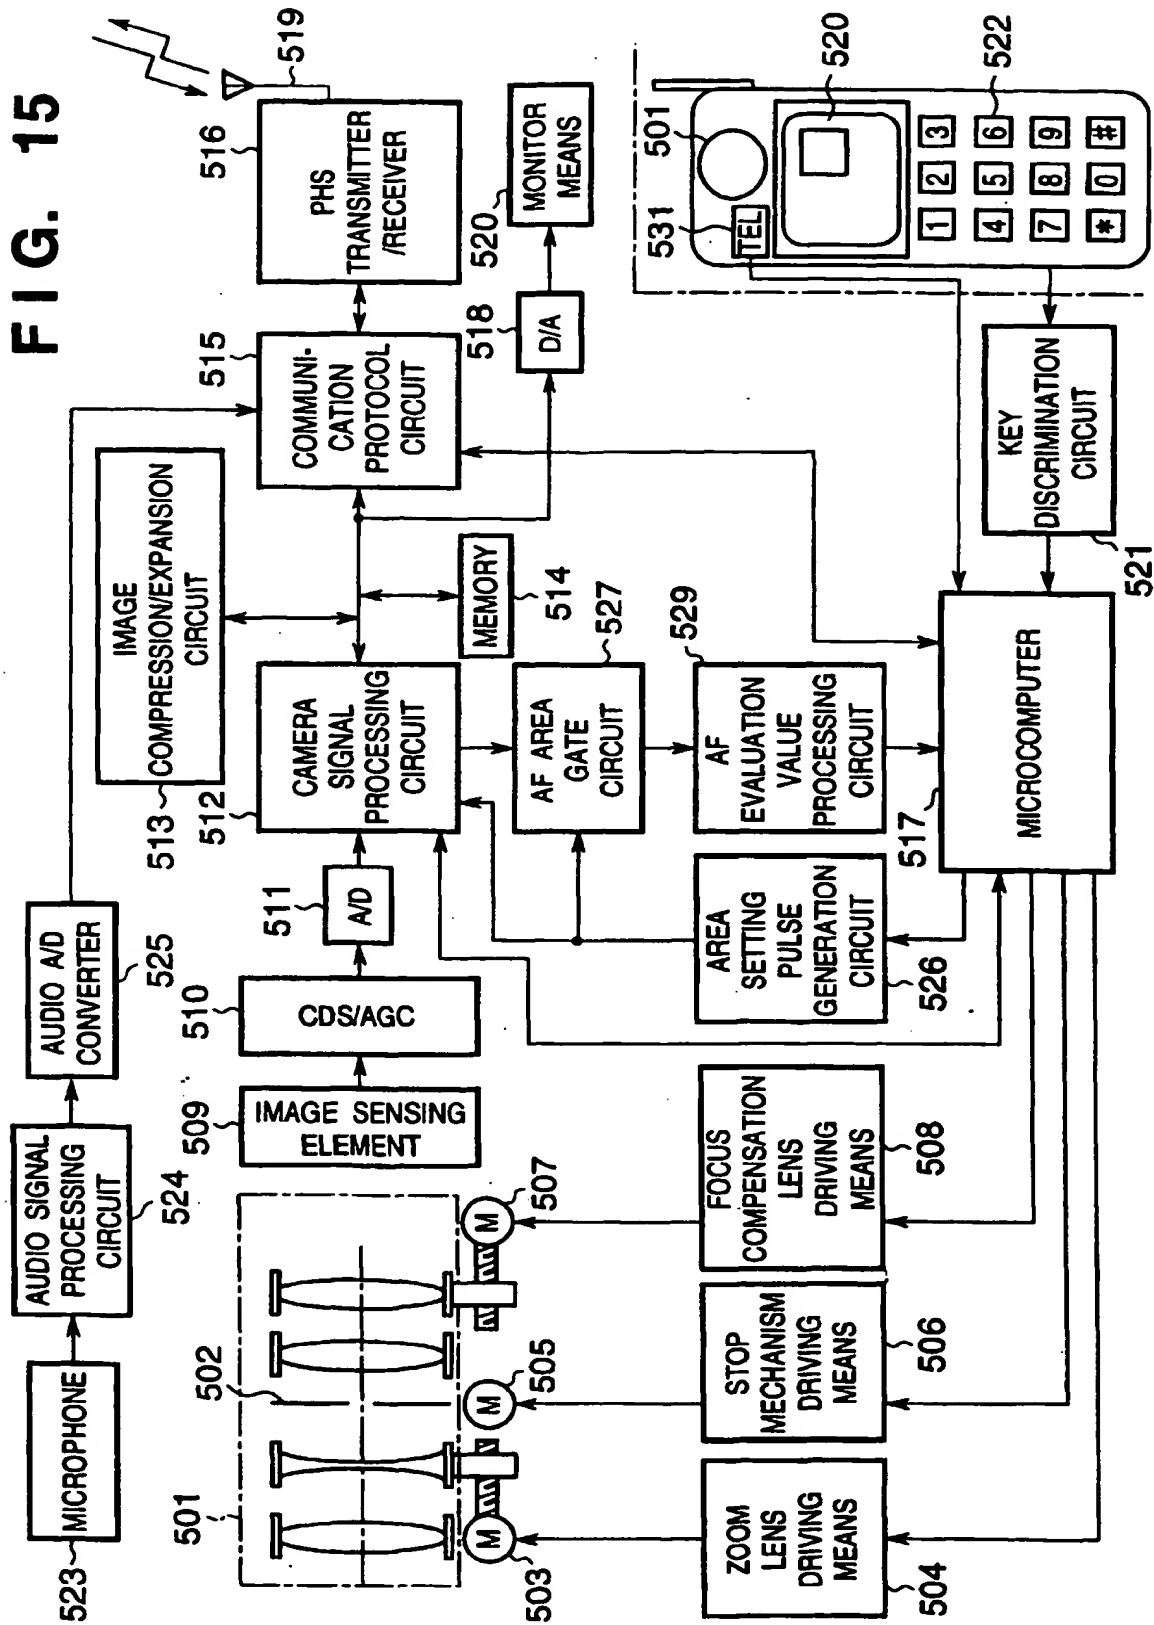 FIG. 15
523
MICROPHONE
AUDIO SIGNAL
PROCESSING
CIRCUIT
524
AUDIO A/D
CONVERTER
525
513
IMAGE
COMPRESSION/EXPANSION
CIRCUIT
501
502
509
IMAGE SENSING
ELEMENT
510
CDS/AGC
511
A/D
512
CAMERA
SIGNAL
PROCESSING
CIRCUIT
515
COMMUNI-
CATION
PROTOCOL
CIRCUIT
516
PHS
TRANSMITTER
/RECEIVER
519
MEMORY
514
518
D/A
520
MONITOR
MEANS
M
503
M
505
M
507
AF AREA
GATE
CIRCUIT
527
ZOOM
LENS
DRIVING
MEANS
504
STOP
MECHANISM
DRIVING
MEANS
506
FOCUS
COMPENSATION
LENS
DRIVING
MEANS
508
AREA
SETTING
PULSE
GENERATION
CIRCUIT
526
529
AF
EVALUATION
VALUE
PROCESSING
CIRCUIT
517
MICROCOMPUTER
KEY
DISCRIMINATION
CIRCUIT
521
531
501
TEL
520
522
1 2 3
4 5 6
7 8 9
* 0 #